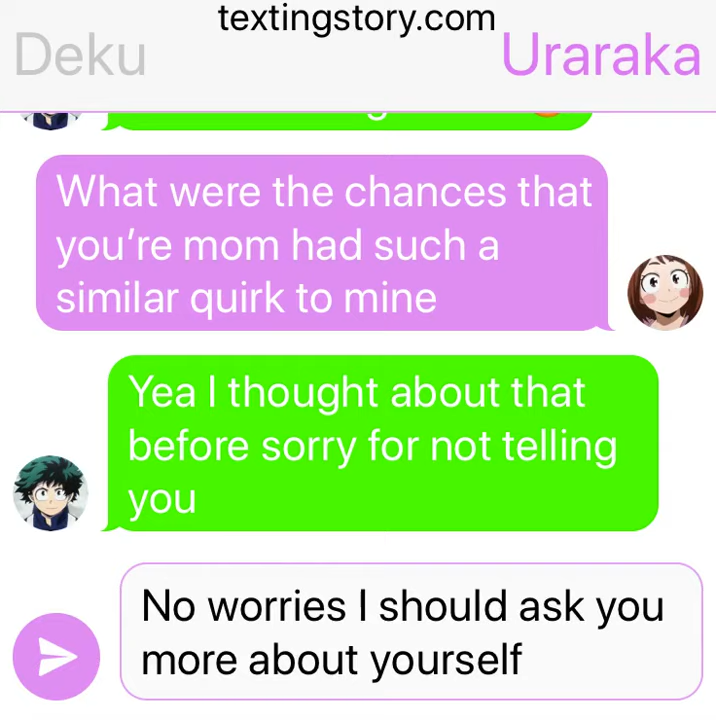 textingstory.com
Deku
Uraraka
What were the chances that
you’re mom had such a
similar quirk to mine
Yea I thought about that
before sorry for not telling
you
No worries I should ask you
more about yourself